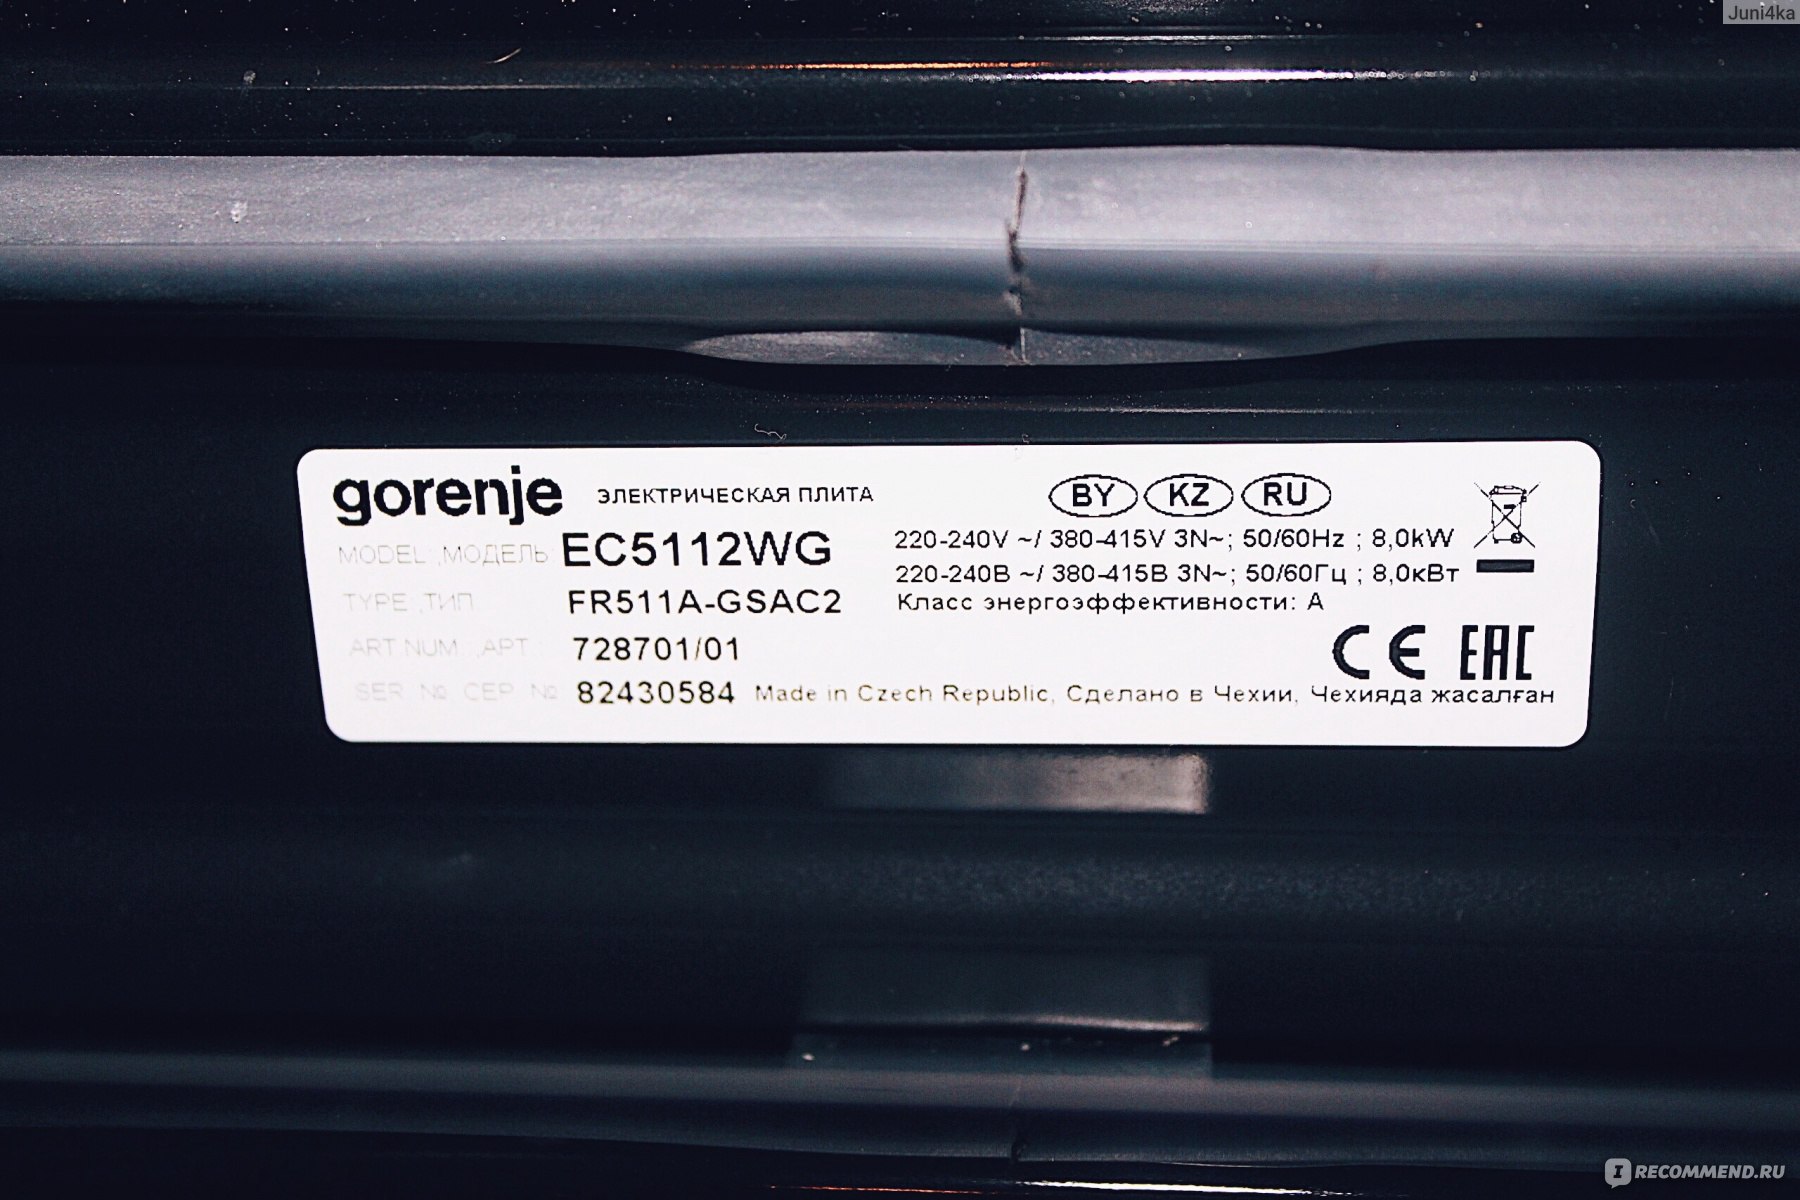 Juni4ka
gorenje ЭЛЕКТРИЧЕСКАЯ ПЛИТА BY KZ RU
MODEL ,МОДЕЛЬ EC5112WG 220-240V ~/ 380-415V 3N~; 50/60Hz ; 8,0kW
220-240В ~/ 380-415В 3N~; 50/60Гц ; 8,0кВт
TYPE ,ТИП FR511A-GSAC2 Класс энергоэффективности: A
ART NUM. ,АРТ. 728701/01 CE EAC
SER № СЕР № 82430584 Made in Czech Republic, Сделано в Чехии, Чехияда жасалған
I RECOMMEND.RU